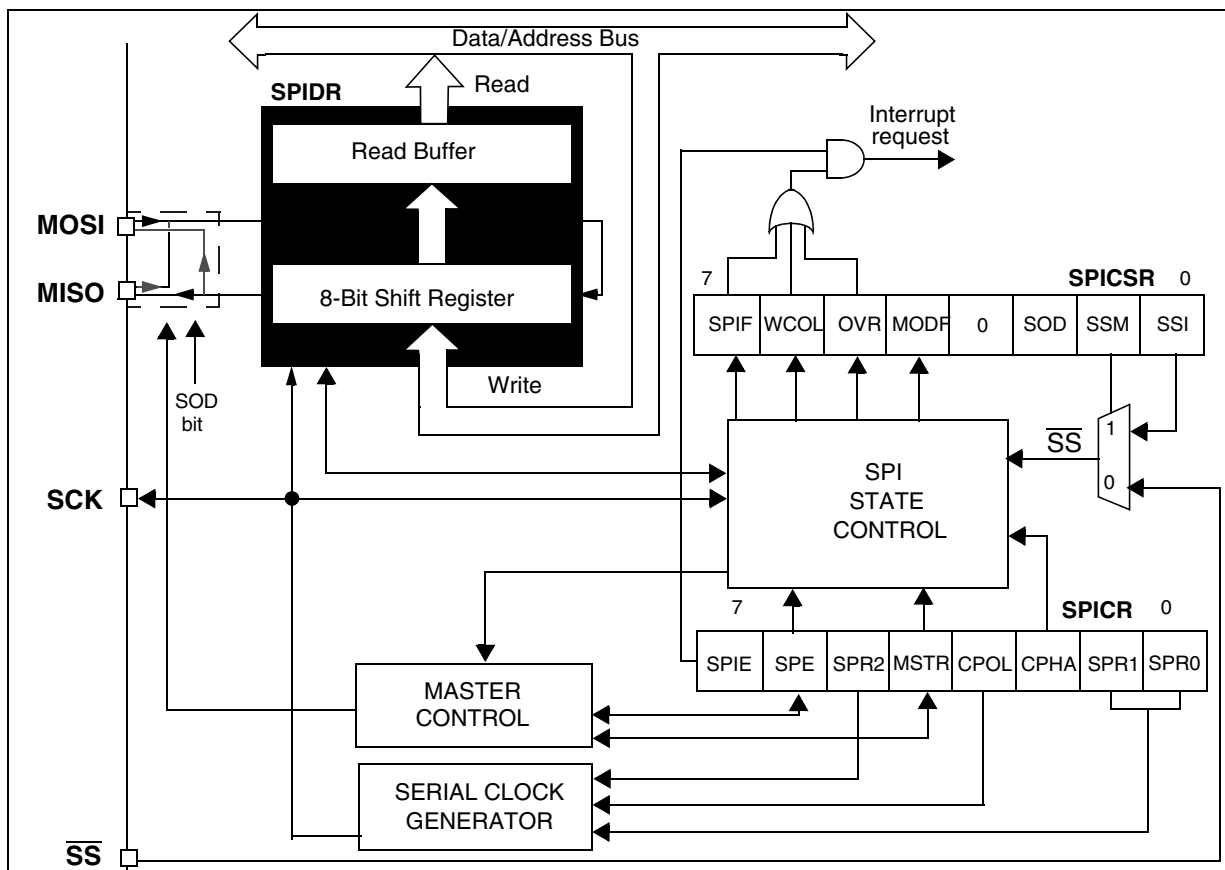 Data/Address Bus
SPIDR
Read
Read Buffer
Interrupt
request
MOSI
MISO
8-Bit Shift Register
Write
SOD
bit
7
SPICSR
0
SPIF
WCOL
OVR
MODF
0
SOD
SSM
SSI
SS
1
0
SCK
SPI
STATE
CONTROL
7
SPICR
0
SPIE
SPE
SPR2
MSTR
CPOL
CPHA
SPR1
SPR0
MASTER
CONTROL
SERIAL CLOCK
GENERATOR
SS